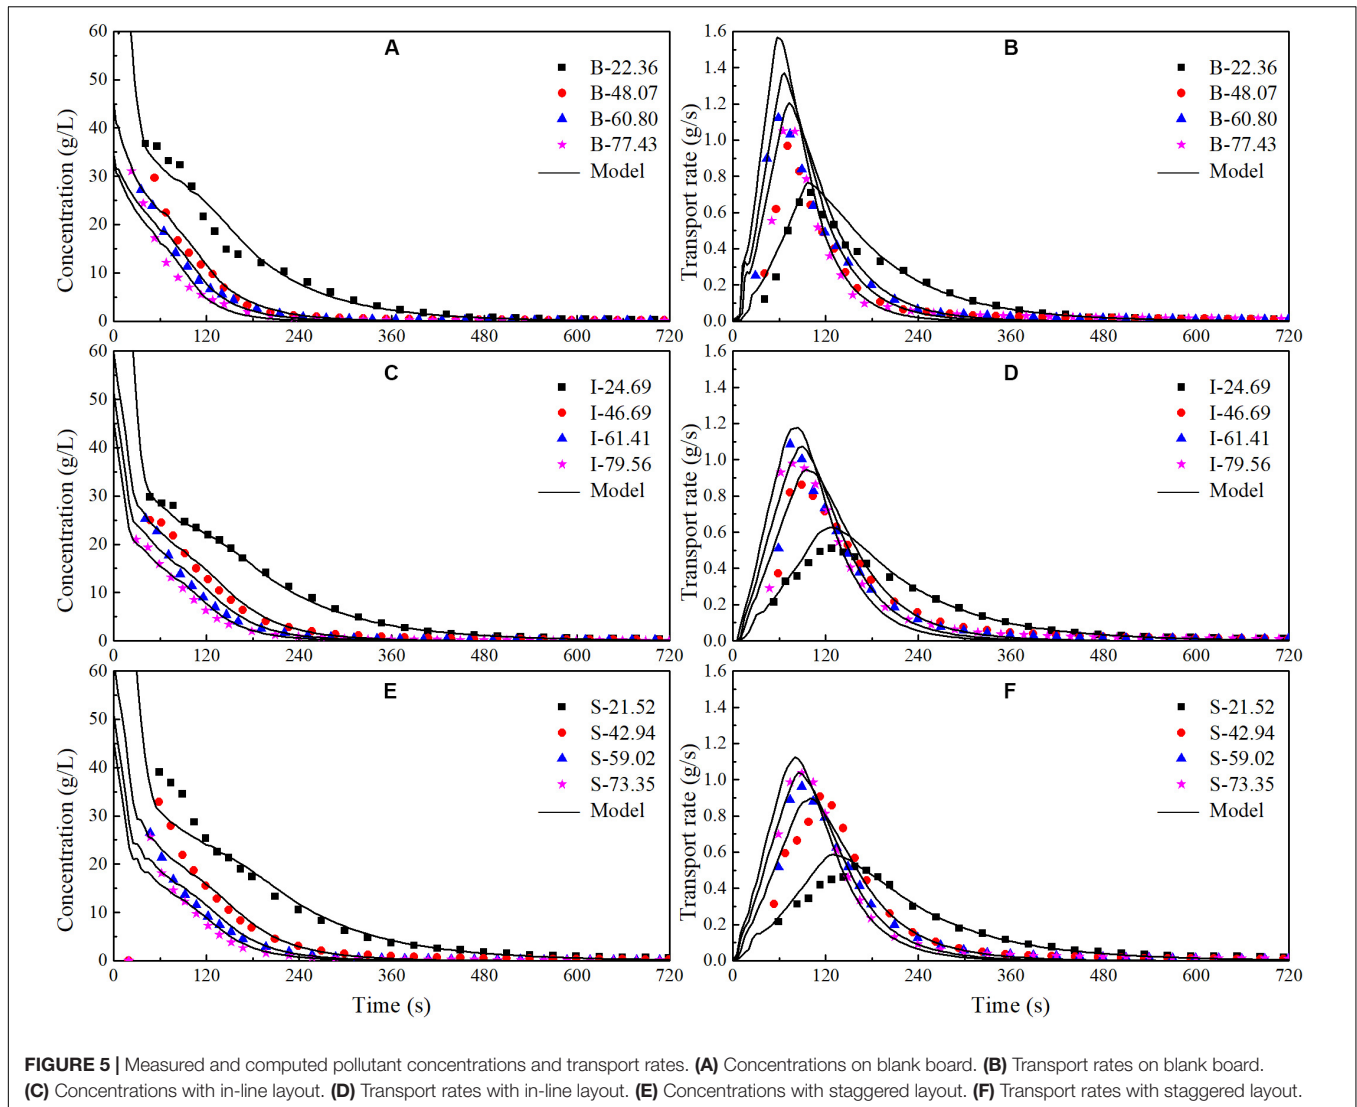 A
Concentration (g/L)
60
50
40
30
20
10
0
B-22.36
B-48.07
B-60.80
B-77.43
Model
0 120 240 360 480 600 720
B
Transport rate (g/s)
1.6
1.4
1.2
1.0
0.8
0.6
0.4
0.2
0.0
B-22.36
B-48.07
B-60.80
B-77.43
Model
0 120 240 360 480 600 720
C
Concentration (g/L)
60
50
40
30
20
10
0
I-24.69
I-46.69
I-61.41
I-79.56
Model
0 120 240 360 480 600 720
D
Transport rate (g/s)
1.6
1.4
1.2
1.0
0.8
0.6
0.4
0.2
0.0
I-24.69
I-46.69
I-61.41
I-79.56
Model
0 120 240 360 480 600 720
E
Concentration (g/L)
60
50
40
30
20
10
0
S-21.52
S-42.94
S-59.02
S-73.35
Model
0 120 240 360 480 600 720
Time (s)
F
Transport rate (g/s)
1.6
1.4
1.2
1.0
0.8
0.6
0.4
0.2
0.0
S-21.52
S-42.94
S-59.02
S-73.35
Model
0 120 240 360 480 600 720
Time (s)
FIGURE 5 | Measured and computed pollutant concentrations and transport rates. (A) Concentrations on blank board. (B) Transport rates on blank board.
(C) Concentrations with in-line layout. (D) Transport rates with in-line layout. (E) Concentrations with staggered layout. (F) Transport rates with staggered layout.